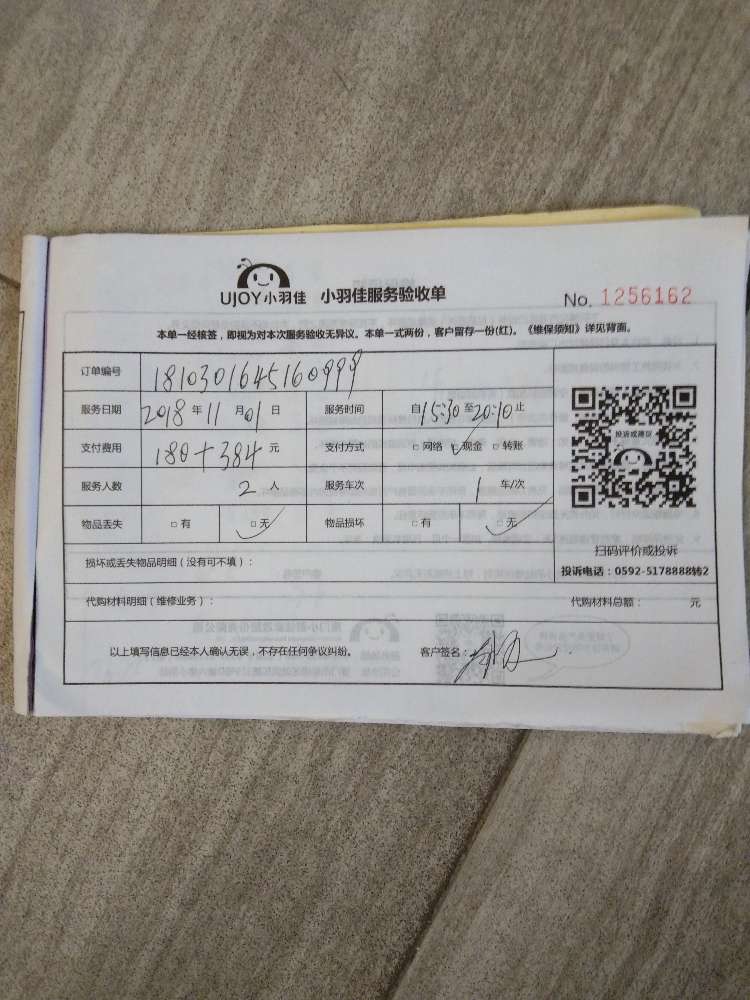 UJOY小羽佳 小羽佳服务验收单 No. 1256162
本单一经核签，即视为对本次服务验收无异议。本单一式两份，客户留存一份(红)。《维保须知》详见背面。
订单编号 1810301645160999
服务日期 2018 年 11 月 01 日 服务时间 自 15:30 至 20:10 止
投诉或建议
支付费用 180+384 元 支付方式 □ 网络 ✓现金 □ 转账
服务人数 2 人 服务车次 1 车/次
物品丢失 □ 有 □ 无 ✓ 物品损坏 □ 有 □ 无 ✓
扫码评价或投诉
损坏或丢失物品明细（没有可不填）：
投诉电话：0592-5178888转2
代购材料明细（维修业务）： 代购材料总额： 元
以上填写信息已经本人确认无误，不存在任何争议纠纷。 客户签名：